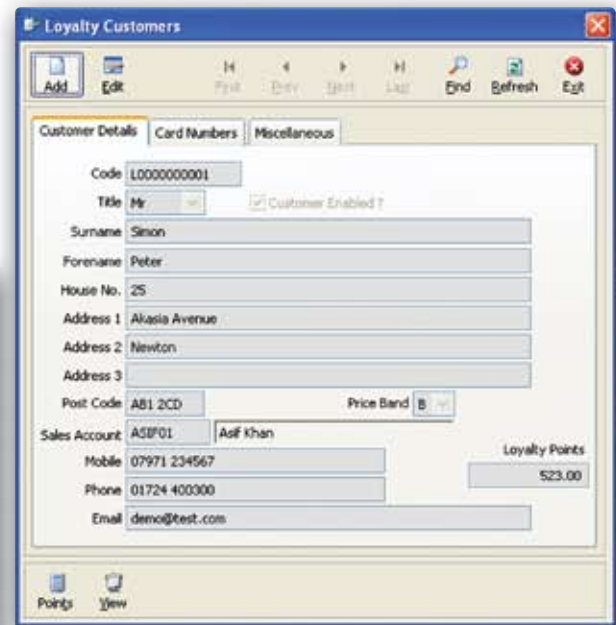 Loyalty Customers
Add Edit First Prev Next Last Find Refresh Exit
Customer Details Card Numbers Miscellaneous
Code L0000000001
Title Mr Customer Enabled ?
Surname Simon
Forename Peter
House No. 25
Address 1 Akasia Avenue
Address 2 Newton
Address 3
Post Code AB1 2CD Price Band B
Sales Account ASIF01 Asif Khan
Loyalty Points
Mobile 07971 234567
523.00
Phone 01724 400300
Email demo@test.com
Points View